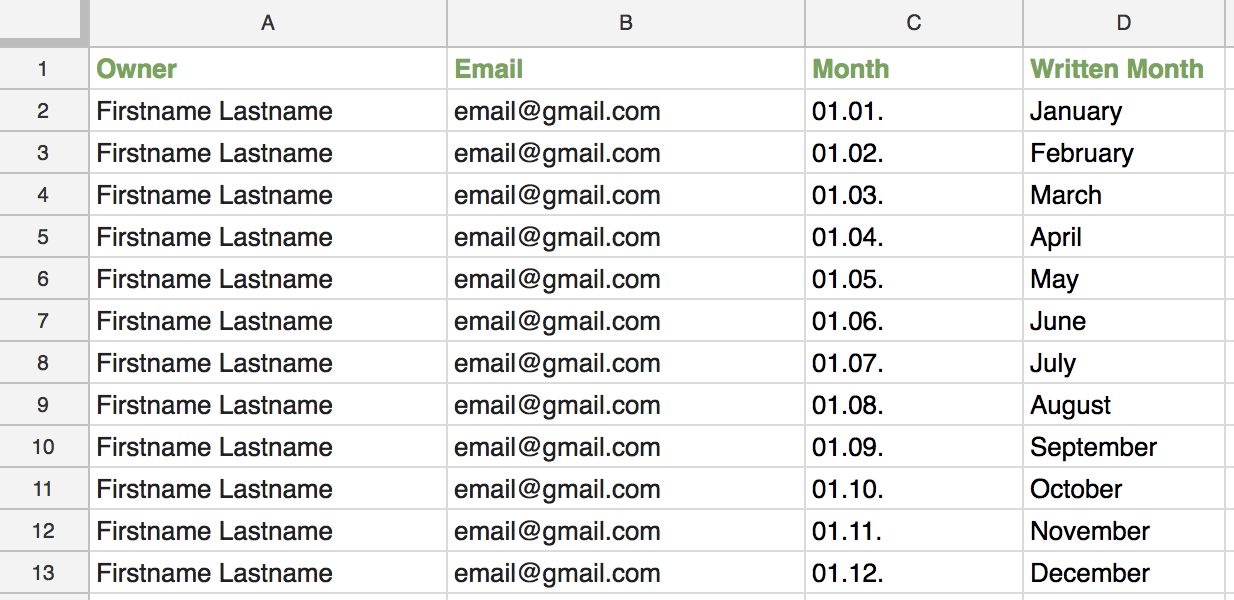 A B C D
1 Owner Email Month Written Month
2 Firstname Lastname email@gmail.com 01.01. January
3 Firstname Lastname email@gmail.com 01.02. February
4 Firstname Lastname email@gmail.com 01.03. March
5 Firstname Lastname email@gmail.com 01.04. April
6 Firstname Lastname email@gmail.com 01.05. May
7 Firstname Lastname email@gmail.com 01.06. June
8 Firstname Lastname email@gmail.com 01.07. July
9 Firstname Lastname email@gmail.com 01.08. August
10 Firstname Lastname email@gmail.com 01.09. September
11 Firstname Lastname email@gmail.com 01.10. October
12 Firstname Lastname email@gmail.com 01.11. November
13 Firstname Lastname email@gmail.com 01.12. December